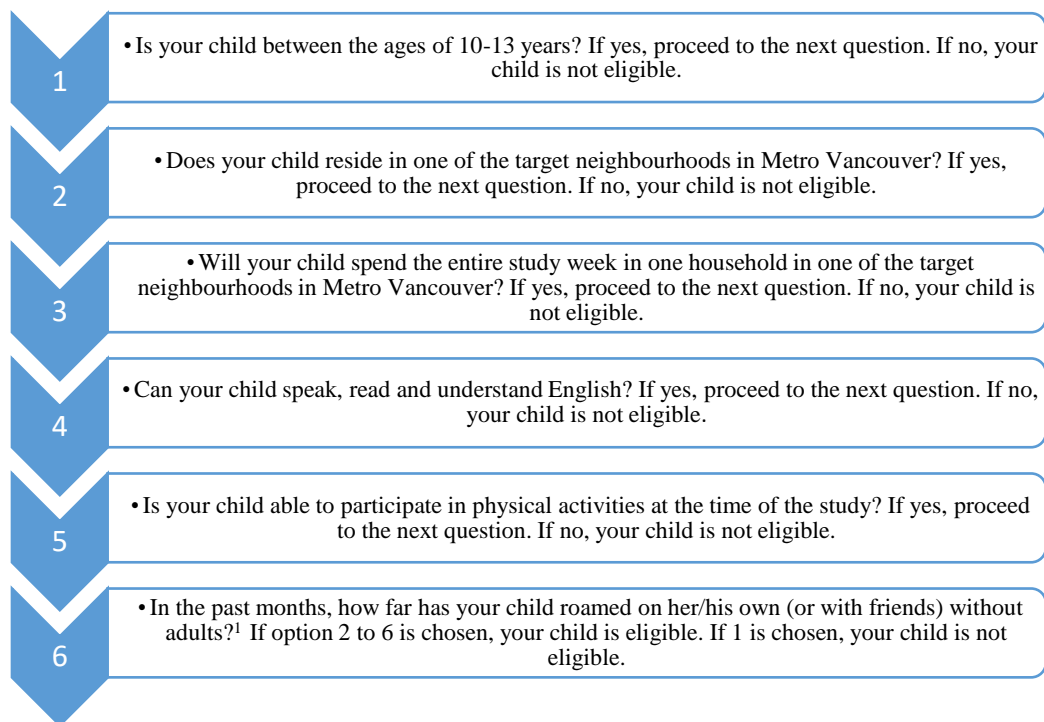 1
• Is your child between the ages of 10-13 years? If yes, proceed to the next question. If no, your
child is not eligible.
2
• Does your child reside in one of the target neighbourhoods in Metro Vancouver? If yes,
proceed to the next question. If no, your child is not eligible.
3
• Will your child spend the entire study week in one household in one of the target
neighbourhoods in Metro Vancouver? If yes, proceed to the next question. If no, your child is
not eligible.
4
• Can your child speak, read and understand English? If yes, proceed to the next question. If no,
your child is not eligible.
5
• Is your child able to participate in physical activities at the time of the study? If yes, proceed
to the next question. If no, your child is not eligible.
6
• In the past months, how far has your child roamed on her/his own (or with friends) without
adults?¹ If option 2 to 6 is chosen, your child is eligible. If 1 is chosen, your child is not
eligible.